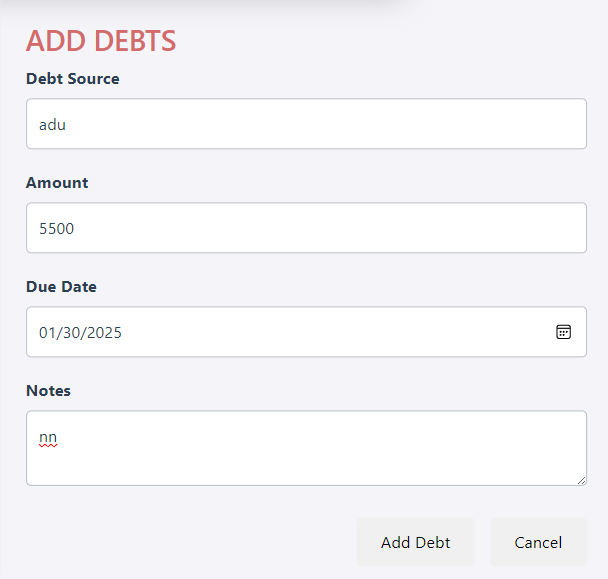 ADD DEBTS
Debt Source
adu
Amount
5500
Due Date
01/30/2025
Notes
nn
Add Debt Cancel